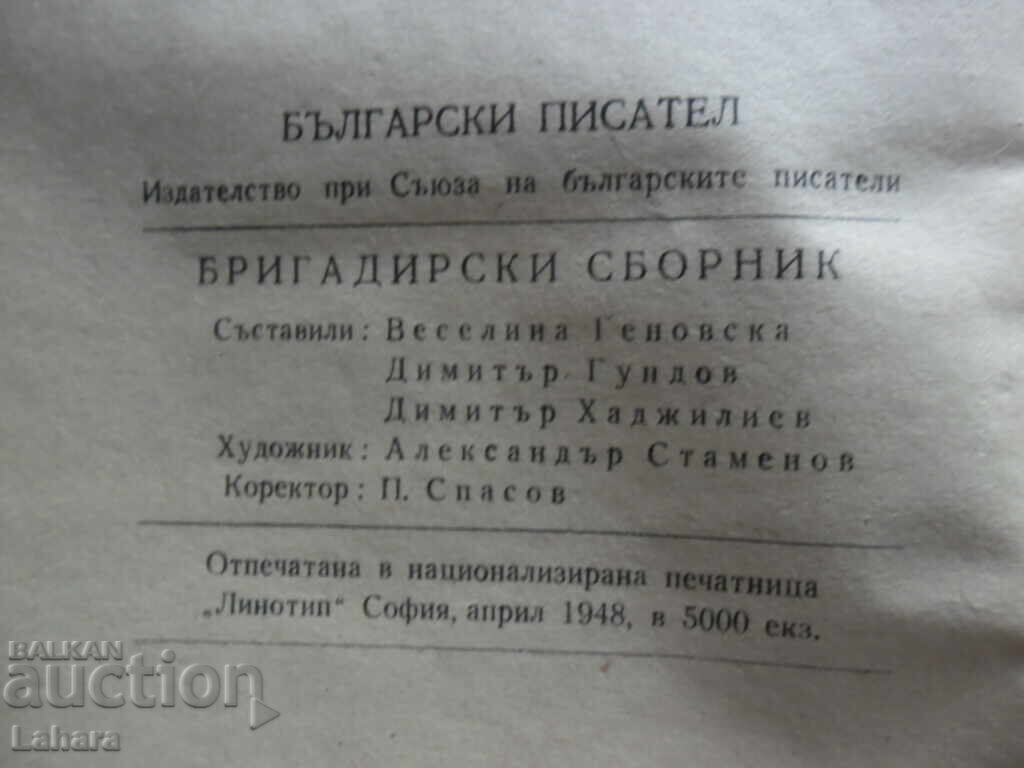 БЪЛГАРСКИ ПИСАТЕЛ
Издателство при Съюза на българските писатели
БРИГАДИРСКИ СБОРНИК
Съставили: Веселина Геновска
Димитър Гундов
Димитър Хаджилиев
Художник: Александър Стаменов
Коректор: П. Спасов
Отпечатана в национализирана печатница
„Линотип“ София, април 1948, в 5000 екз.
BALKAN
auction
Lahara